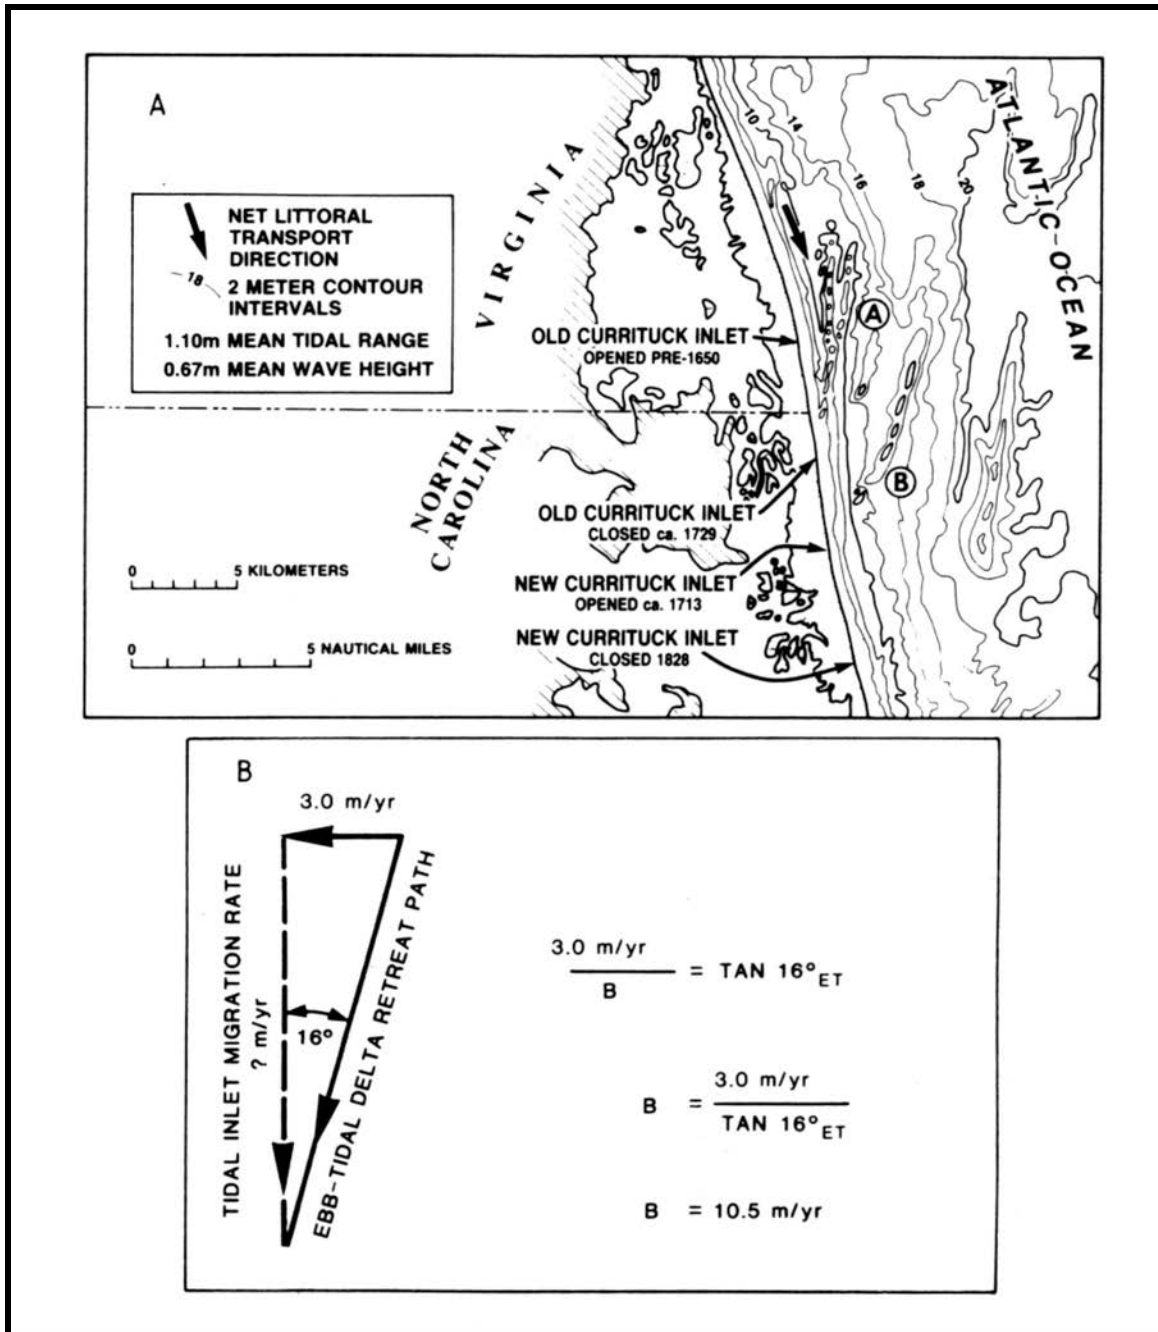 A
NET LITTORAL
TRANSPORT
DIRECTION
18
2 METER CONTOUR
INTERVALS
1.10m MEAN TIDAL RANGE
0.67m MEAN WAVE HEIGHT
VIRGINIA
NORTH
CAROLINA
10
14
16
18
20
ATLANTIC OCEAN
OLD CURRITUCK INLET
OPENED PRE-1650
A
B
OLD CURRITUCK INLET
CLOSED ca. 1729
NEW CURRITUCK INLET
OPENED ca. 1713
NEW CURRITUCK INLET
CLOSED 1828
0 5 KILOMETERS
0 5 NAUTICAL MILES
B
3.0 m/yr
TIDAL INLET MIGRATION RATE
? m/yr
16°
EBB-TIDAL DELTA RETREAT PATH
3.0 m/yr
B
= TAN 16°ET
B = 3.0 m/yr
TAN 16°ET
B = 10.5 m/yr